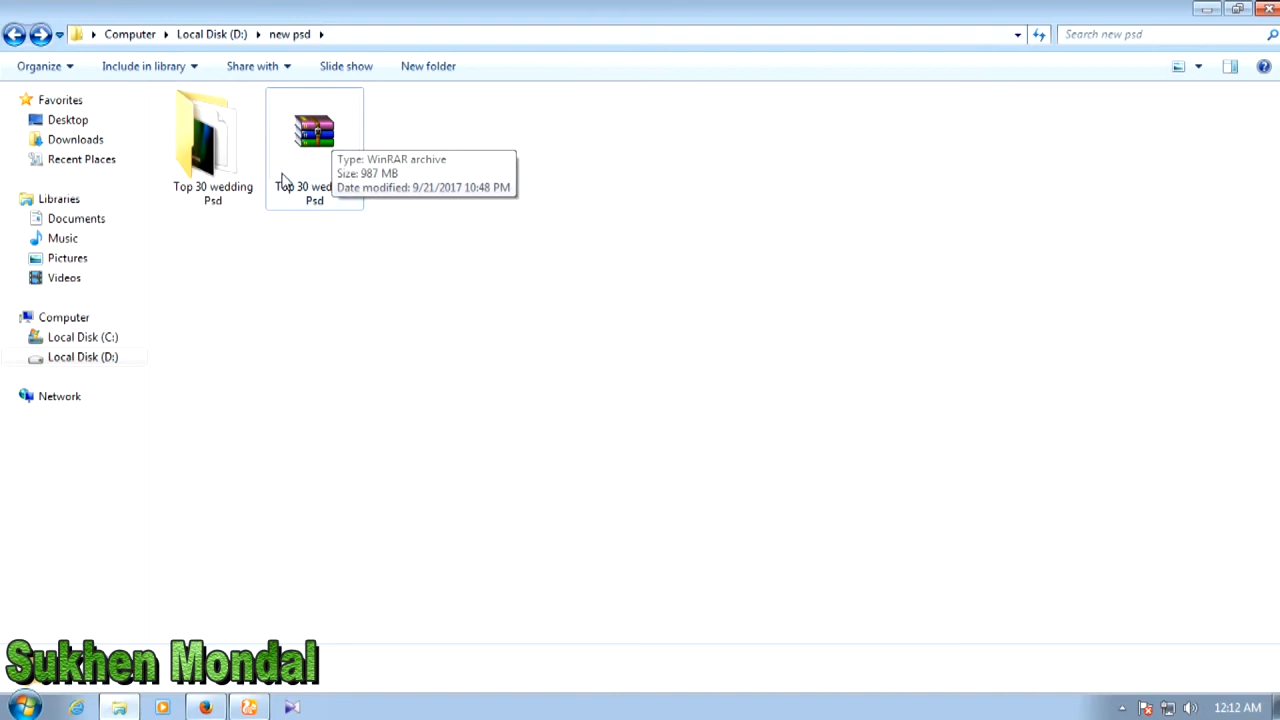 Computer Local Disk (D:) new psd
Search new psd
Organize Include in library Share with Slide show New folder
Favorites
Desktop
Downloads
Recent Places
Libraries
Documents
Music
Pictures
Videos
Computer
Local Disk (C:)
Local Disk (D:)
Network
Top 30 wedding
Psd
Top 30 wed
Psd
Type: WinRAR archive
Size: 987 MB
Date modified: 9/21/2017 10:48 PM
Sukhen Mondal
12:12 AM